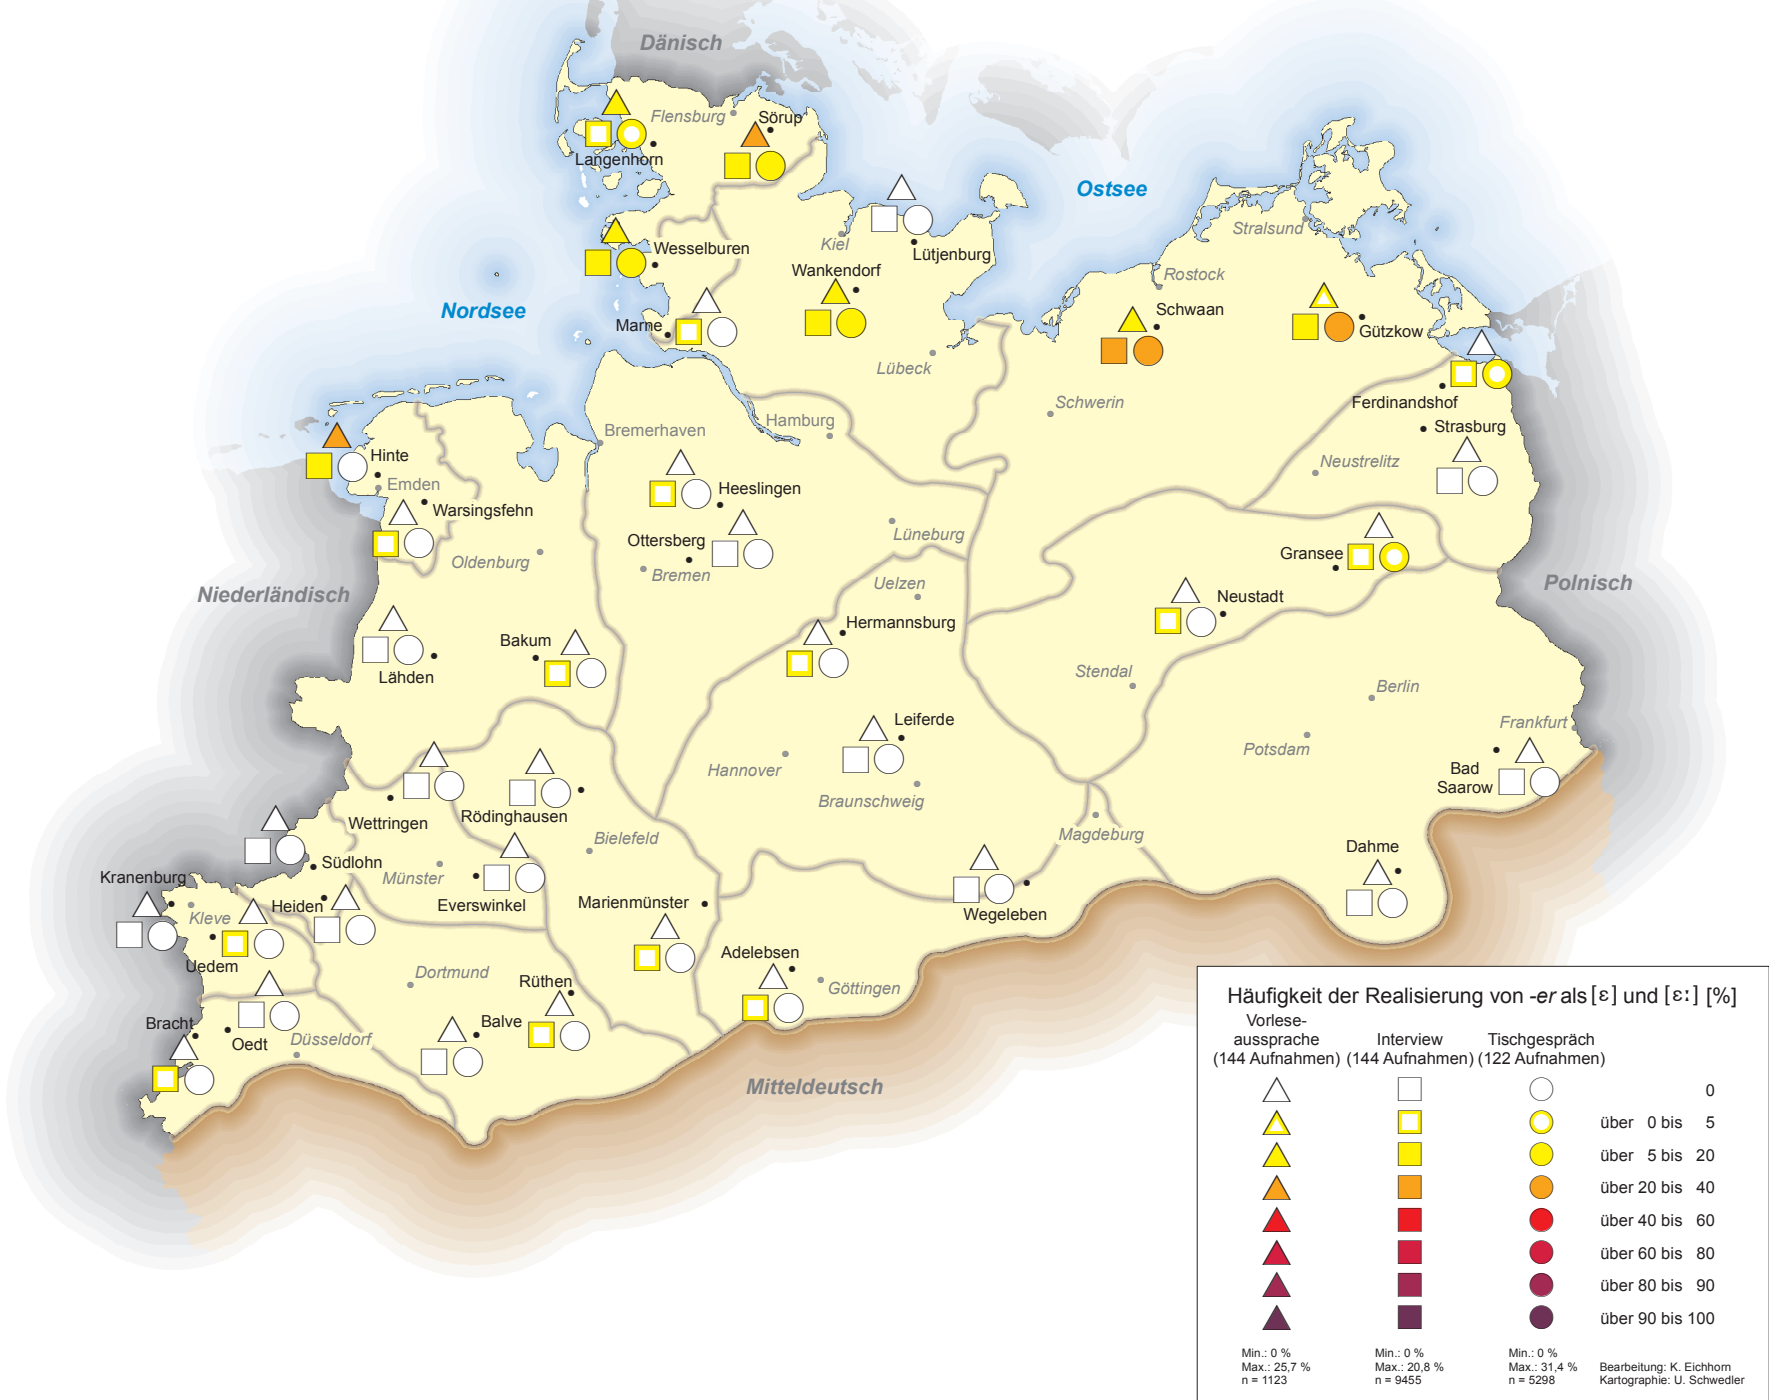 Dänisch
Flensburg
Sörup
Langenhorn
Ostsee
Stralsund
Kiel
Wesselburen
Lütjenburg
Wankendorf
Rostock
Nordsee
Schwaan
Marne
Gützkow
Lübeck
Ferdinandshof
Schwerin
Hamburg
Bremerhaven
Strasburg
Hinte
Neustrelitz
Emden
Heeslingen
Warsingsfehn
Lüneburg
Ottersberg
Gransee
Oldenburg
Bremen
Uelzen
Polnisch
Niederländisch
Neustadt
Hermannsburg
Bakum
Lähden
Stendal
Berlin
Leiferde
Frankfurt
Hannover
Potsdam
Bad
Saarow
Braunschweig
Wettringen
Rödinghausen
Bielefeld
Magdeburg
Dahme
Südlohn
Kranenburg
Münster
Heiden
Everswinkel
Marienmünster
Kleve
Wegeleben
Uedem
Adelebsen
Dortmund
Rüthen
Göttingen
Bracht
Balve
Oedt
Düsseldorf
Mitteldeutsch
Häufigkeit der Realisierung von -er als [ɛ] und [ɛː] [%]
Vorlese-
aussprache Interview Tischgespräch
(144 Aufnahmen) (144 Aufnahmen) (122 Aufnahmen)
0
über 0 bis 5
über 5 bis 20
über 20 bis 40
über 40 bis 60
über 60 bis 80
über 80 bis 90
über 90 bis 100
Min.: 0 % Min.: 0 % Min.: 0 %
Max.: 25,7 % Max.: 20,8 % Max.: 31,4 % Bearbeitung: K. Eichhorn
n = 1123 n = 9455 n = 5298 Kartographie: U. Schwedler